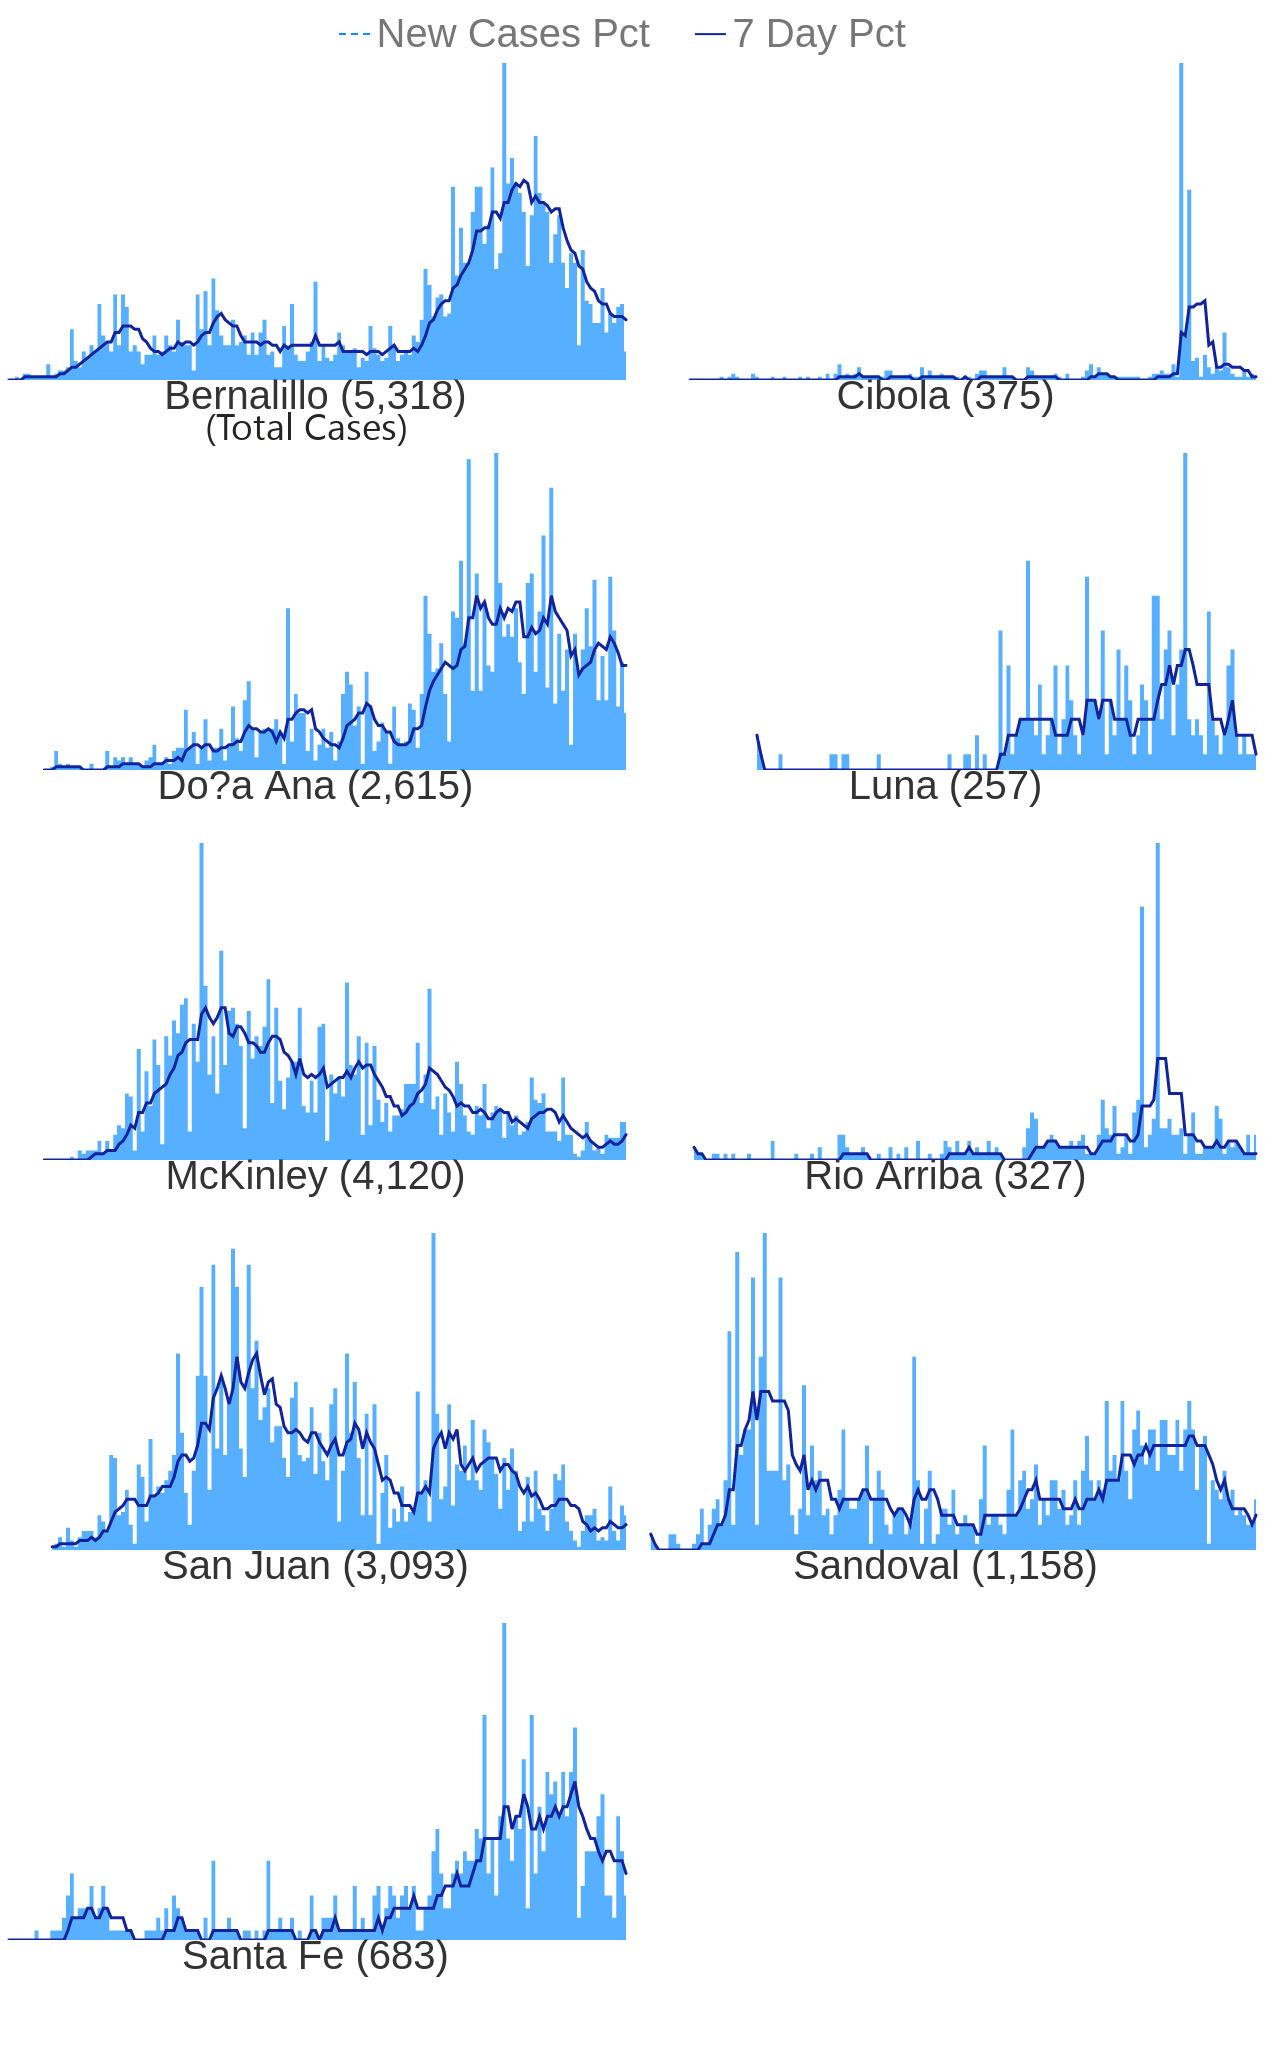 New Cases Pct 7 Day Pct
Bernalillo (5,318) Cibola (375)
(Total Cases)
Do?a Ana (2,615) Luna (257)
McKinley (4,120) Rio Arriba (327)
San Juan (3,093) Sandoval (1,158)
Santa Fe (683)